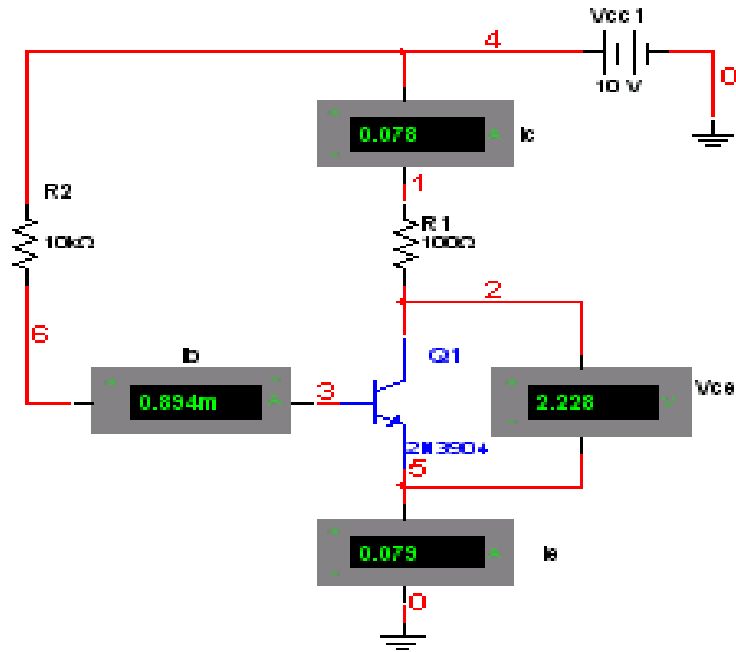 Vcc1
4
10 V
0
0.078 A Ic
1
R2
10kΩ
R1
100Ω
2
6
Ib
Q1
0.894m A
3
2.228 V
Vce
2N3904
5
0.079 A Ie
0